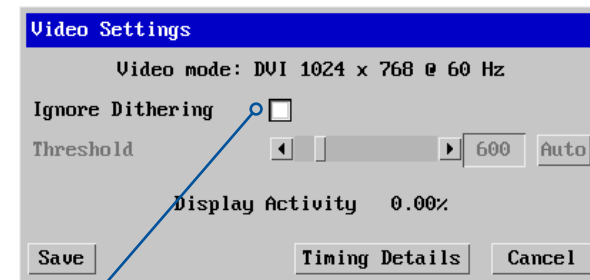 Video Settings
Video mode: DVI 1024 x 768 @ 60 Hz
Ignore Dithering
Threshold 600 Auto
Display Activity 0.00%
Save Timing Details Cancel